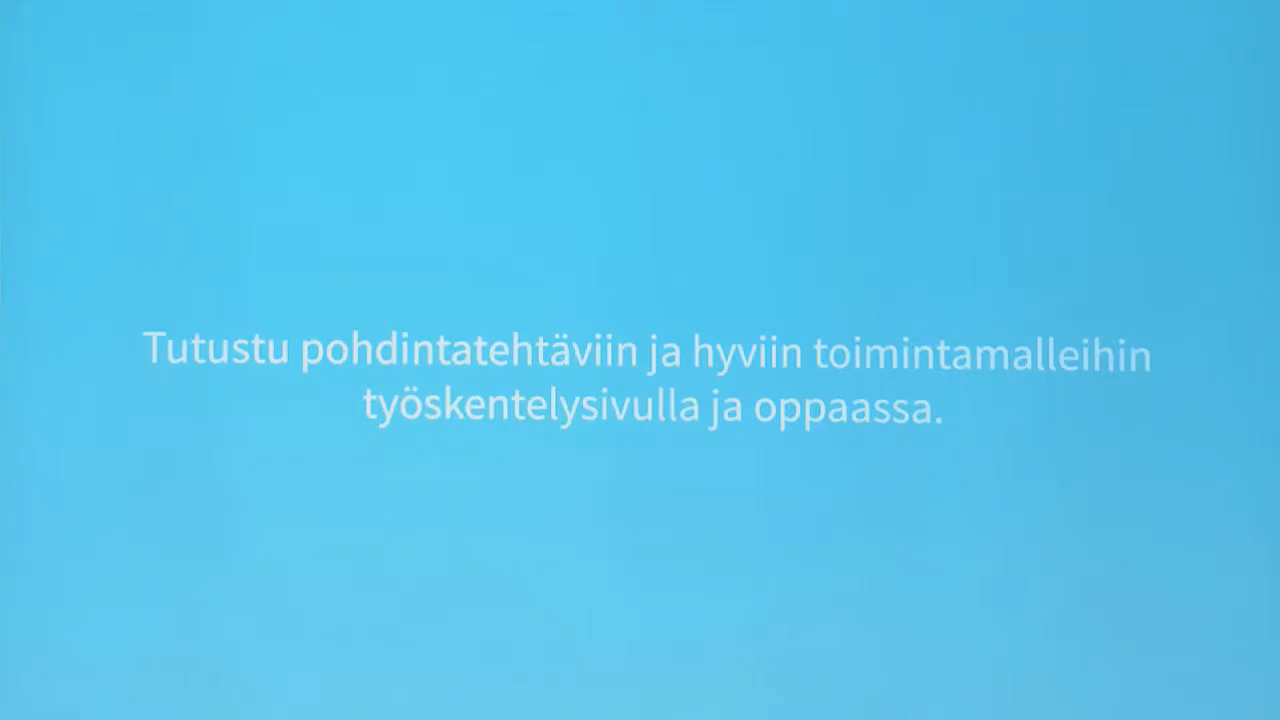 Tutustu pohdintatehtäviin ja hyviin toimintamalleihin
työskentelysivulla ja oppaassa.